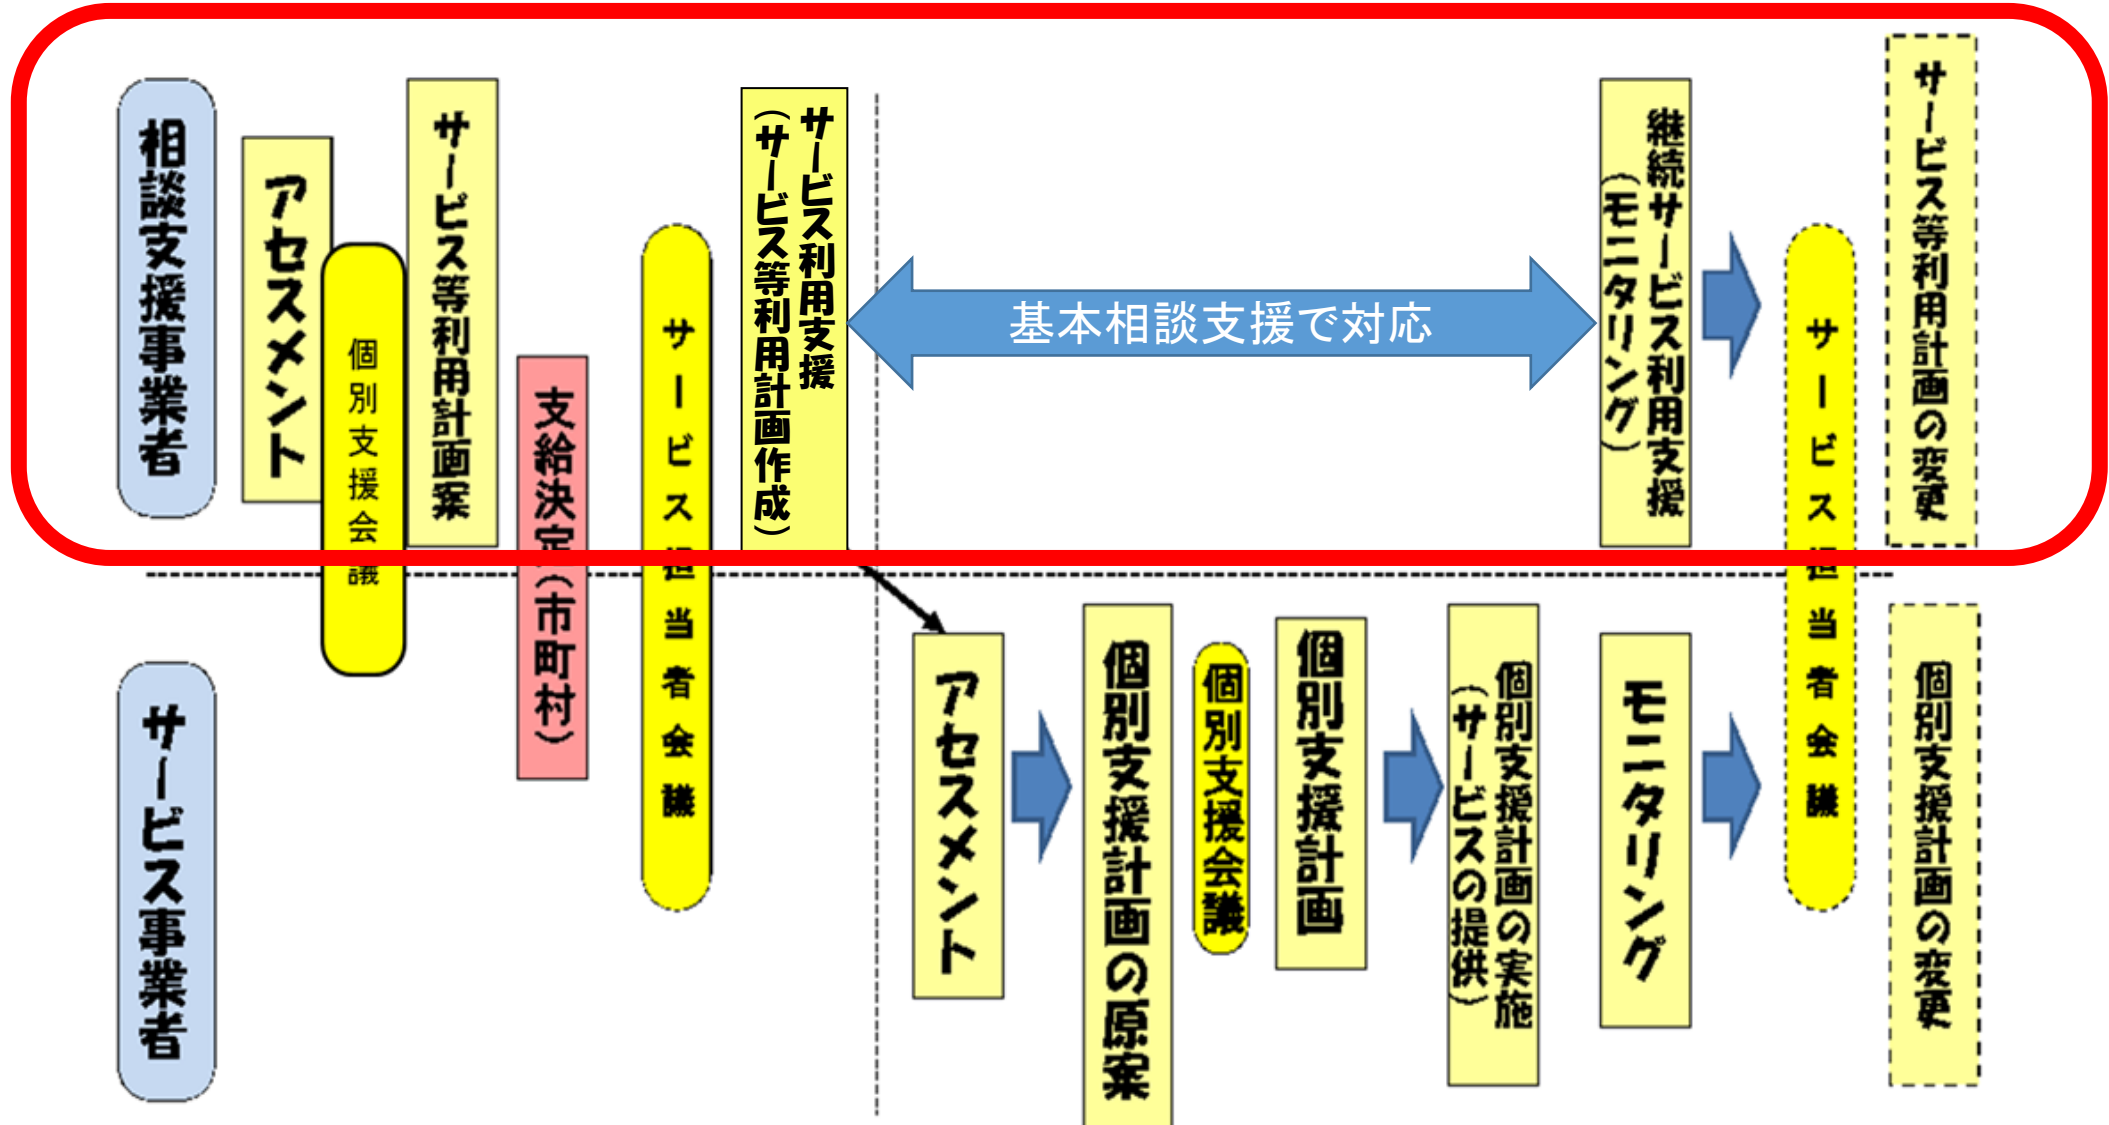 相談支援事業者
アセスメント
個別支援会議
サービス等利用計画案
支給決定（市町村）
サービス担当者会議
サービス利用支援
（サービス等利用計画作成）
基本相談支援で対応
継続サービス利用支援
（モニタリング）
サービス担当者会議
サービス等利用計画の変更
サービス事業者
アセスメント
個別支援計画の原案
個別支援会議
個別支援計画
個別支援計画の実施
（サービスの提供）
モニタリング
個別支援計画の変更